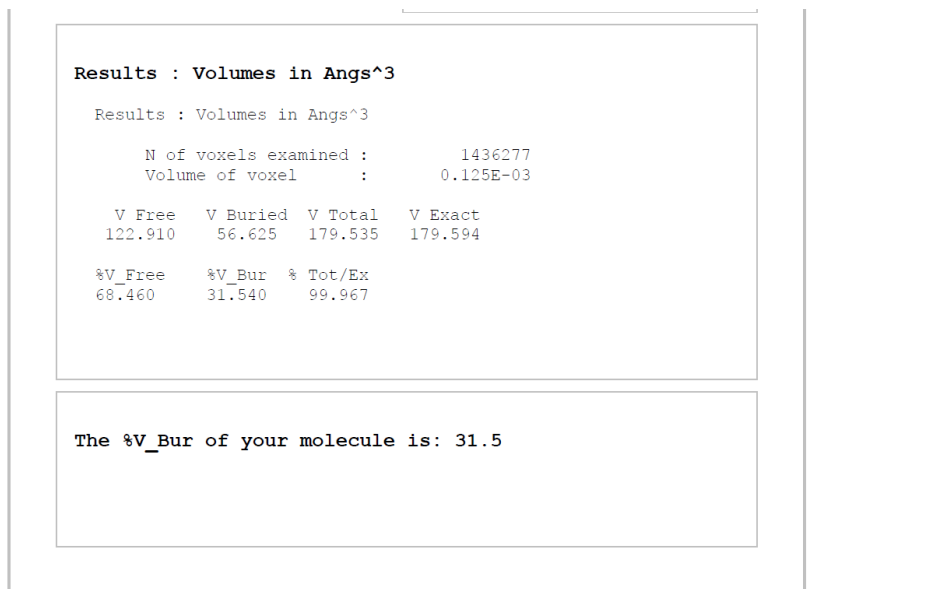 Results : Volumes in Angs^3
Results : Volumes in Angs^3
N of voxels examined : 1436277
Volume of voxel : 0.125E-03
V Free V Buried V Total V Exact
122.910 56.625 179.535 179.594
%V_Free %V_Bur % Tot/Ex
68.460 31.540 99.967
The %V_Bur of your molecule is: 31.5